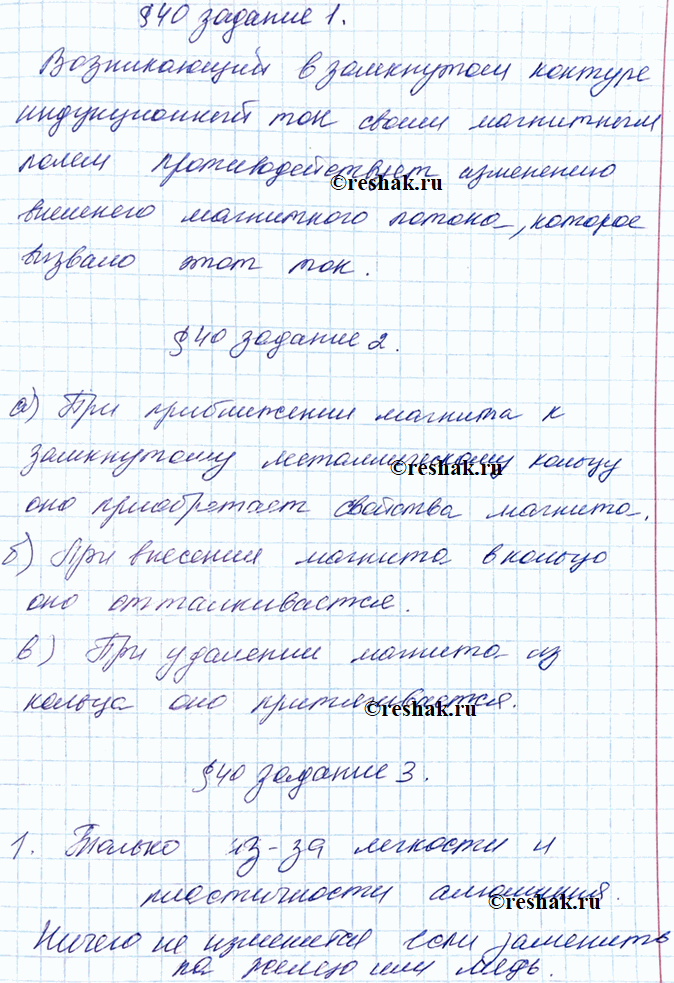 §40 задание 1.
Возникающий в замкнутом контуре
индукционный ток своим магнитным
полем противодействует изменению
©reshak.ru
внешнего магнитного потока, которое
вызвало этот ток.
§40 задание 2.
а) При приближении магнита к
замкнутому металлическому кольцу
©reshak.ru
оно приобретает свойства магнита.
б) При внесении магнита в кольцо
оно отталкивается.
в) При удалении магнита из
кольца оно притягивается.
©reshak.ru
§40 задание 3.
1. Только из-за легкости и
пластичности алюминия.
©reshak.ru
Ничего не изменится если заменить
на железо или медь.